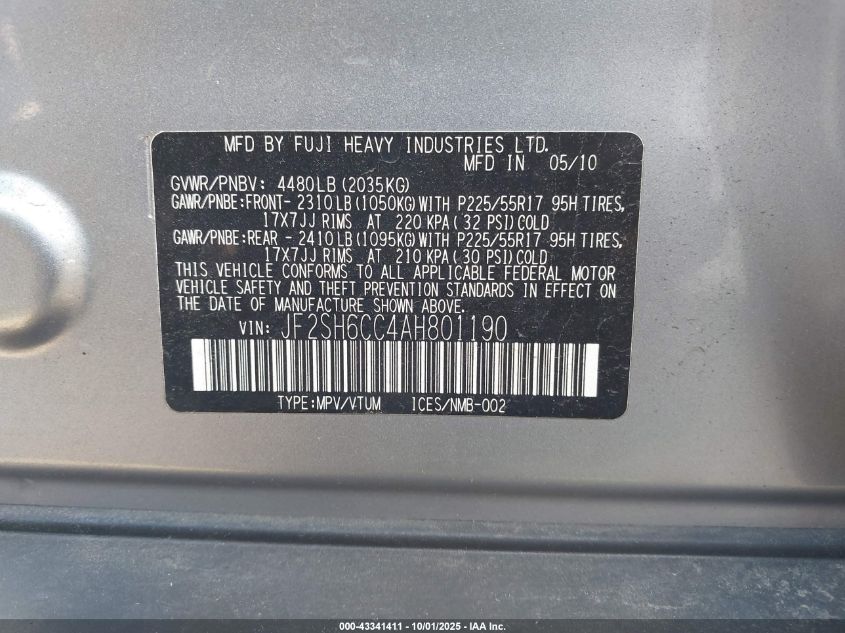 MFD BY FUJI HEAVY INDUSTRIES LTD.
MFD IN 05/10
GVWR/PNBV: 4480LB(2035KG)
GAWR/PNBE:FRONT- 2310LB(1050KG)WITH P225/55R17 95H TIRES,
17X7JJ RIMS AT 220 KPA(32 PSI)COLD
GAWR/PNBE:REAR - 2410LB(1095KG)WITH P225/55R17 95H TIRES,
17X7JJ RIMS AT 210 KPA(30 PSI)COLD
THIS VEHICLE CONFORMS TO ALL APPLICABLE FEDERAL MOTOR
VEHICLE SAFETY AND THEFT PREVENTION STANDARDS IN EFFECT ON
THE DATE OF MANUFACTURE SHOWN ABOVE.
VIN: JF2SH6CC4AH801190
TYPE:MPV/VTUM ICES/NMB-002
000-43341411 - 10/01/2025 - IAA Inc.